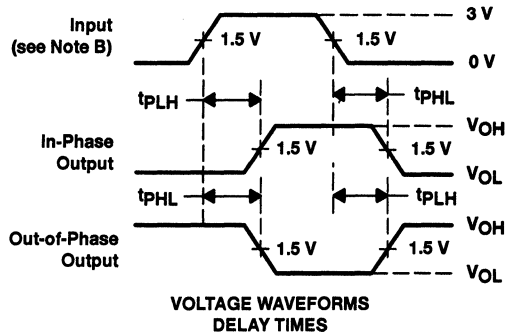 Input
(see Note B)
1.5 V
1.5 V
3 V
0 V
tPLH
tPHL
In-Phase
Output
1.5 V
1.5 V
VOH
VOL
tPHL
tPLH
Out-of-Phase
Output
1.5 V
1.5 V
VOH
VOL
VOLTAGE WAVEFORMS
DELAY TIMES